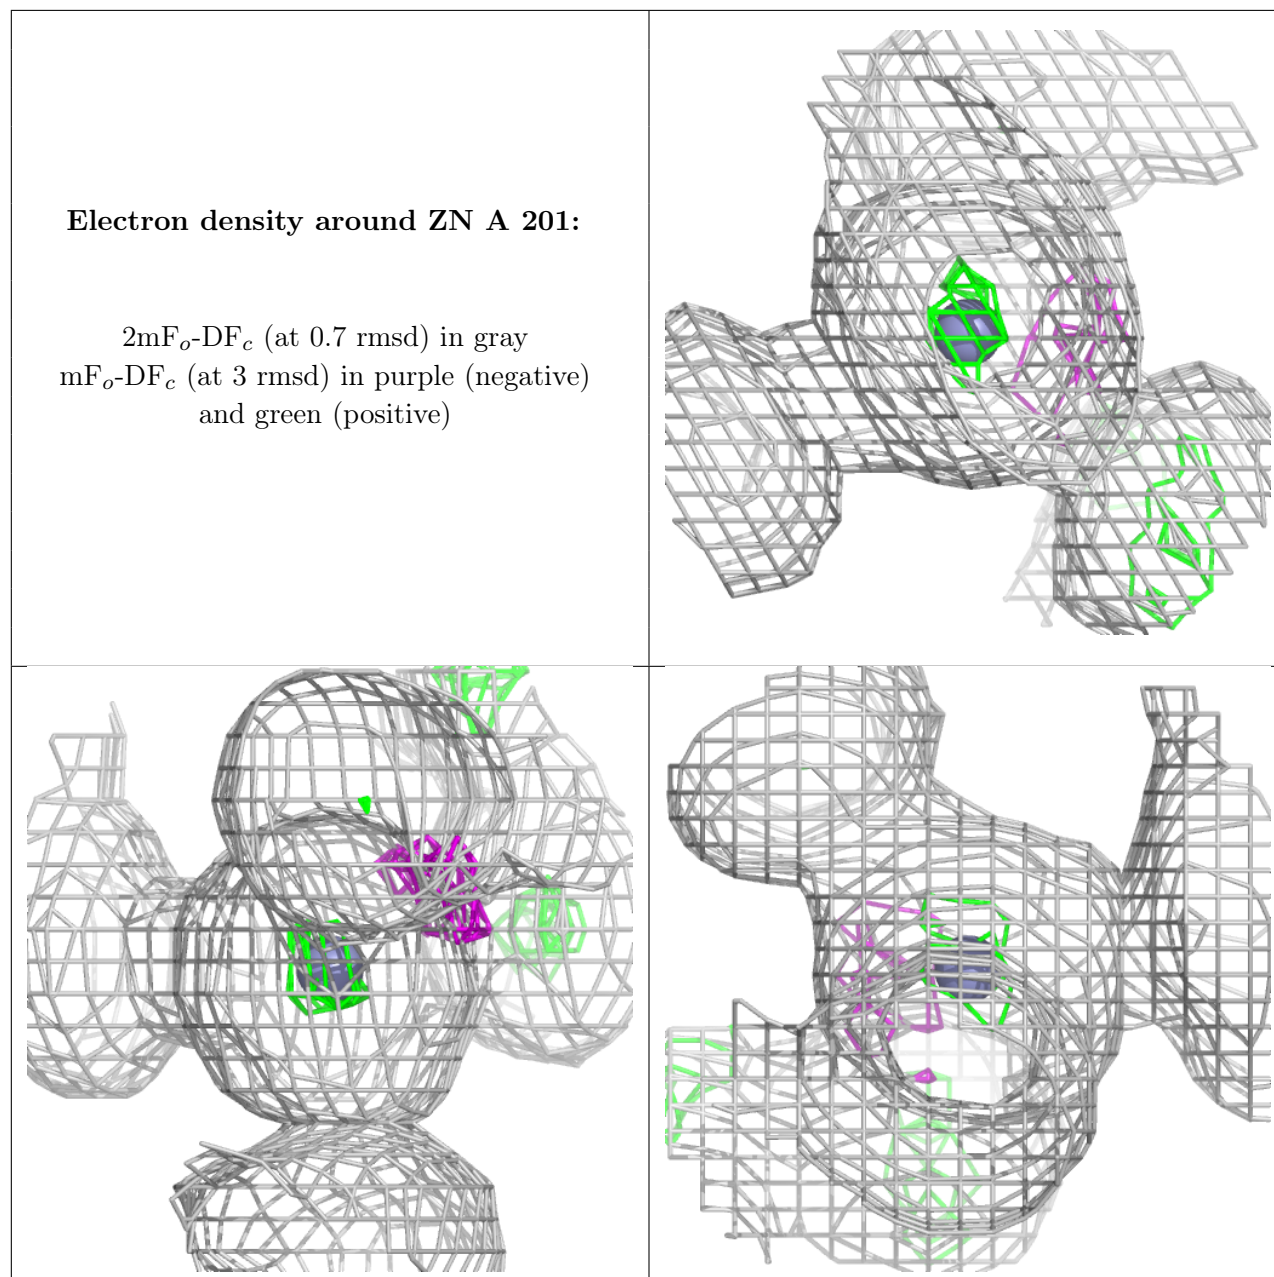 Electron density around ZN A 201:
2mFo-DFc (at 0.7 rmsd) in gray
mFo-DFc (at 3 rmsd) in purple (negative)
and green (positive)